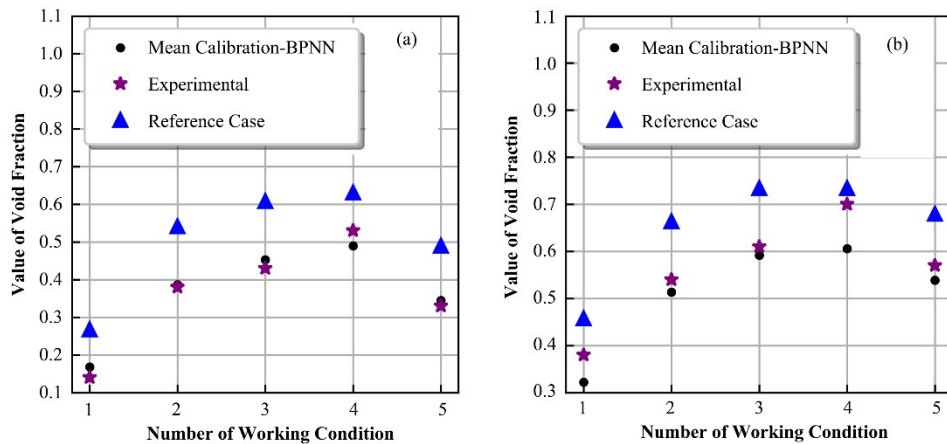 1.1
1.0
0.9
0.8
0.7
0.6
0.5
0.4
0.3
0.2
0.1
Value of Void Fraction
(a)
Mean Calibration-BPNN
Experimental
Reference Case
1 2 3 4 5
Number of Working Condition
1.1
1.0
0.9
0.8
0.7
0.6
0.5
0.4
0.3
Value of Void Fraction
(b)
Mean Calibration-BPNN
Experimental
Reference Case
1 2 3 4 5
Number of Working Condition